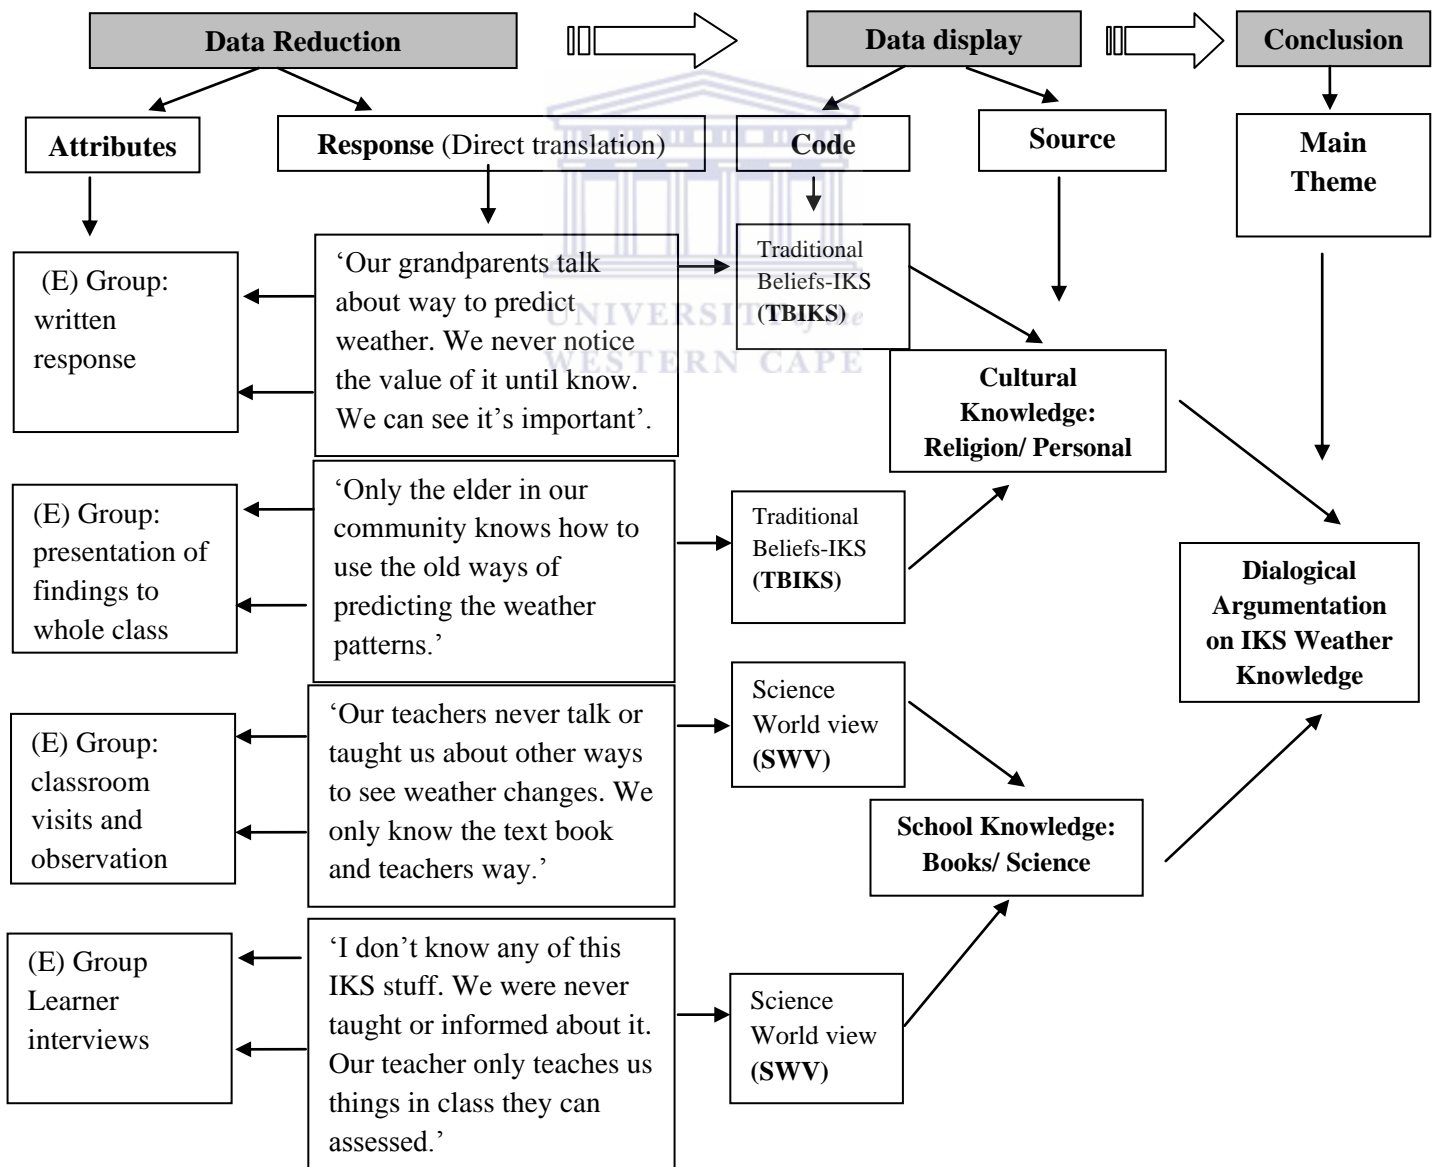 Data Reduction
Data display
Conclusion
Attributes
Response (Direct translation)
Code
Source
Main
Theme
(E) Group:
written
response
‘Our grandparents talk
about way to predict
weather. We never notice
the value of it until know.
We can see it’s important’.
Traditional
Beliefs-IKS
(TBIKS)
UNIVERSITY of the
WESTERN CAPE
Cultural
Knowledge:
Religion/ Personal
(E) Group:
presentation of
findings to
whole class
‘Only the elder in our
community knows how to
use the old ways of
predicting the weather
patterns.’
Traditional
Beliefs-IKS
(TBIKS)
Dialogical
Argumentation
on IKS Weather
Knowledge
(E) Group:
classroom
visits and
observation
‘Our teachers never talk or
taught us about other ways
to see weather changes. We
only know the text book
and teachers way.’
Science
World view
(SWV)
School Knowledge:
Books/ Science
(E) Group
Learner
interviews
‘I don’t know any of this
IKS stuff. We were never
taught or informed about it.
Our teacher only teaches us
things in class they can
assessed.’
Science
World view
(SWV)